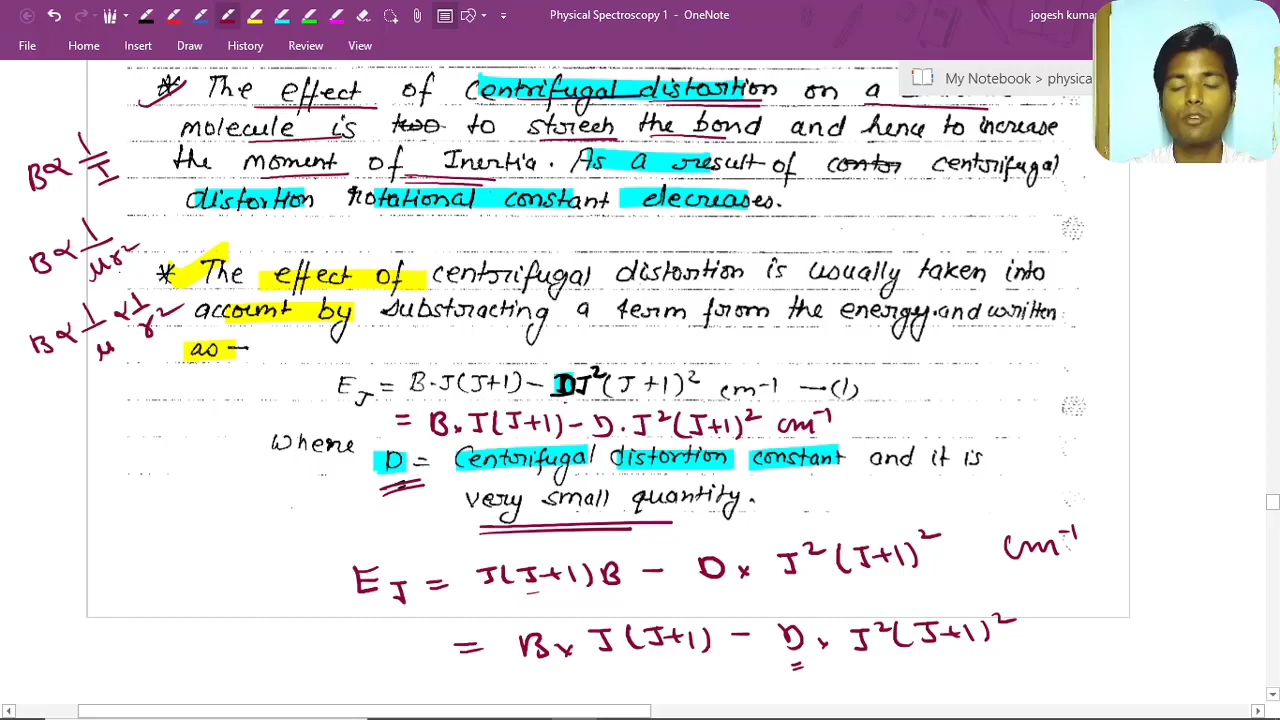 Physical Spectroscopy 1 - OneNote
jogesh kuma
File Home Insert Draw History Review View
My Notebook > physica
* The effect of centrifugal distortion on a
molecule is to strech the bond and hence to increase
the moment of Inertia. As a result of centrifugal
distortion rotational constant decreases.
B ∝ 1/I
B ∝ 1/μr²
B ∝ 1/μ ∝ 1/r²
* The effect of centrifugal distortion is usually taken into
account by substracting a term from the energy and written
as —
E_J = B·J(J+1) - DJ²(J+1)² cm⁻¹ —(1)
= B×J(J+1) - D·J²(J+1)² cm⁻¹
where D = Centrifugal distortion constant and it is
very small quantity.
E_J = J(J+1)B - D× J²(J+1)² cm⁻¹
= B× J(J+1) - D× J²(J+1)²